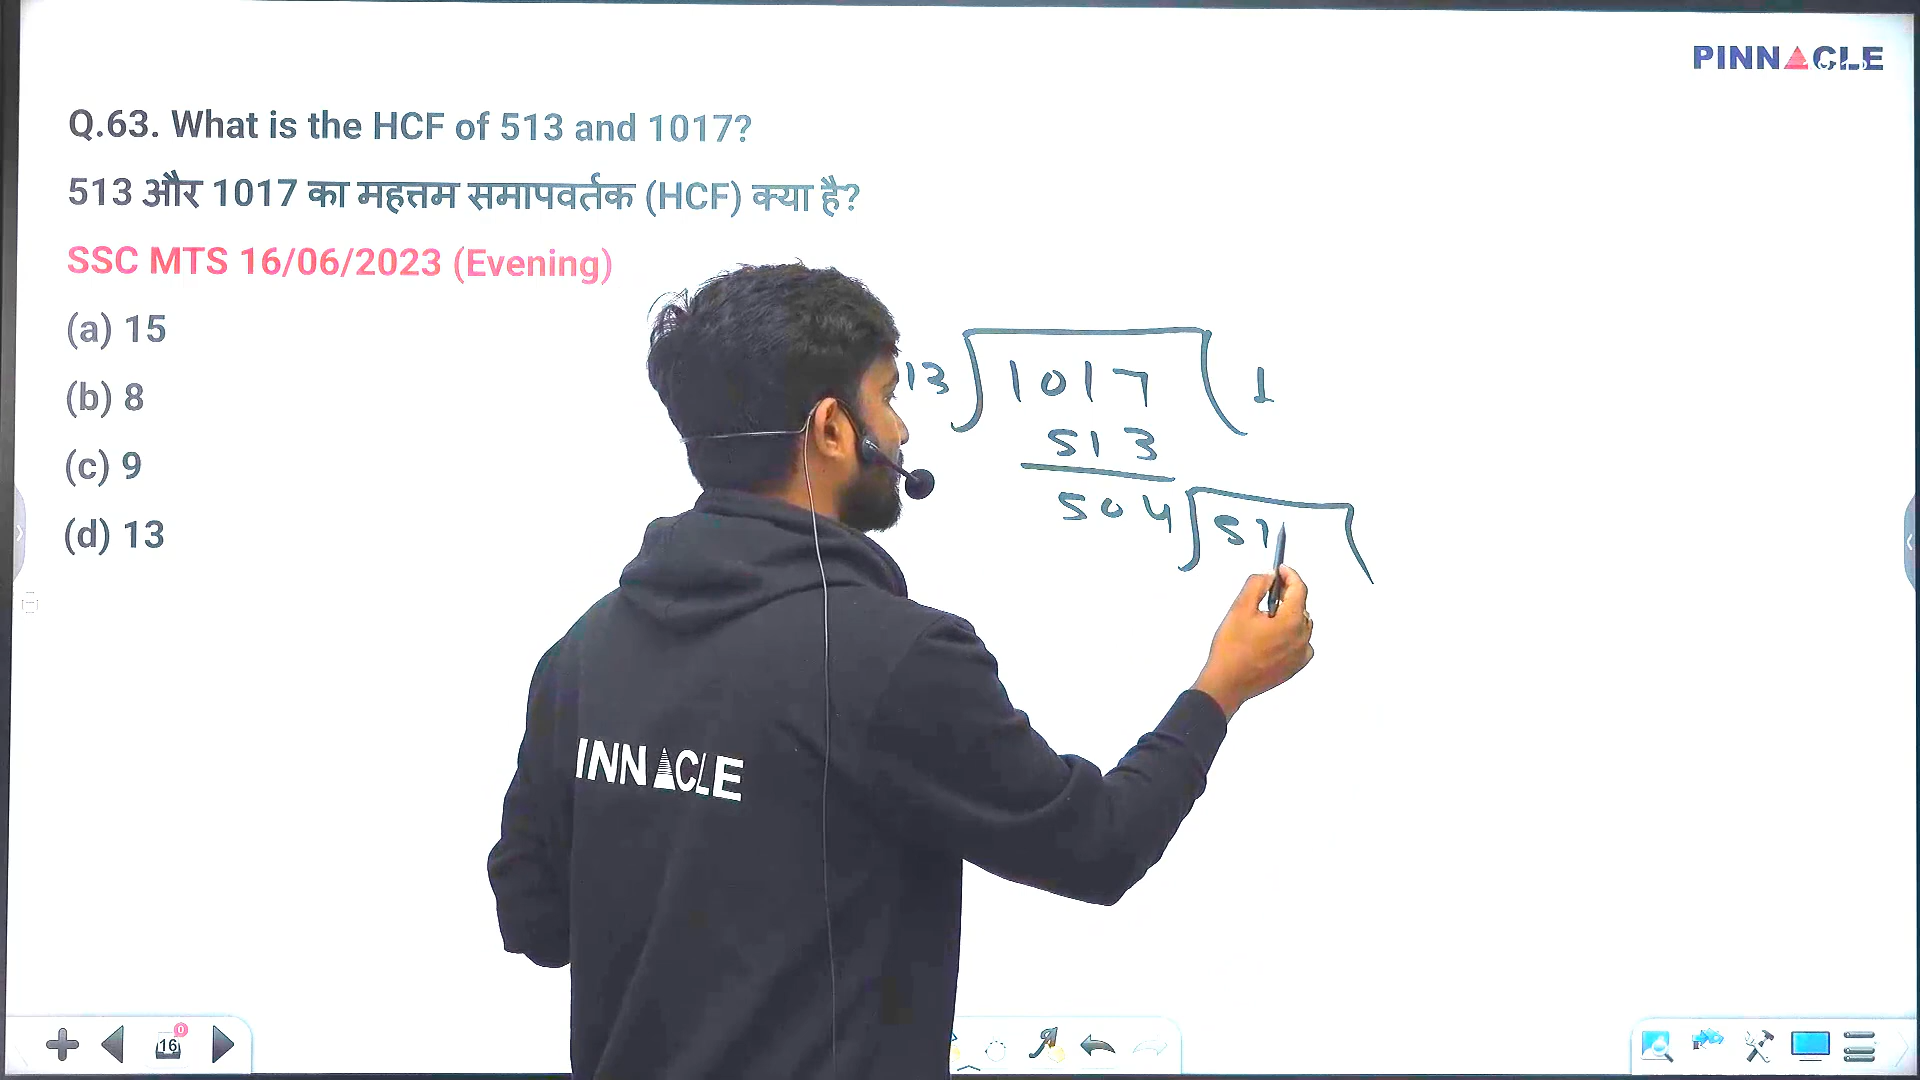 PINNACLE
Q.63. What is the HCF of 513 and 1017?
513 और 1017 का महत्तम समापवर्तक (HCF) क्या है?
SSC MTS 16/06/2023 (Evening)
(a) 15
(b) 8
(c) 9
(d) 13
13 1017 1
513
504 51
INNACLE
0
16